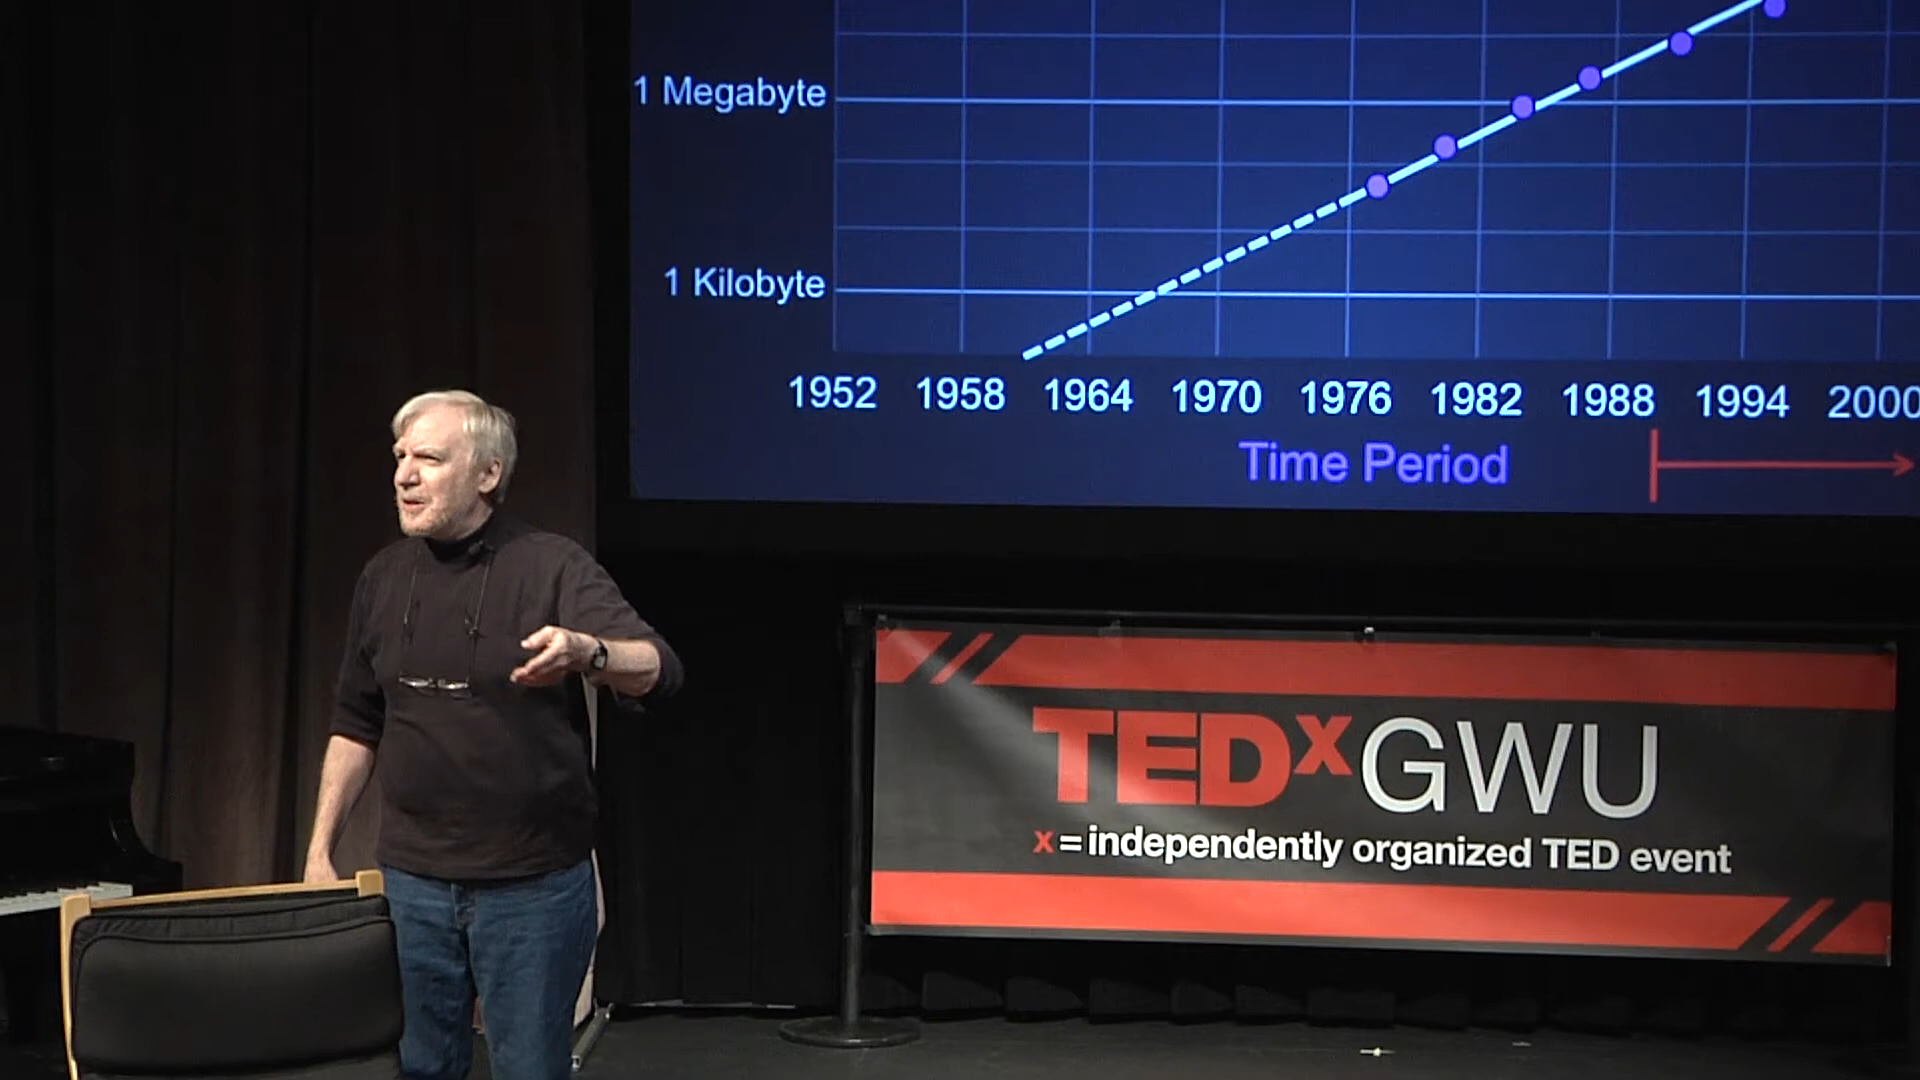 1 Megabyte
1 Kilobyte
1952 1958 1964 1970 1976 1982 1988 1994 2000
Time Period
TEDxGWU
x = independently organized TED event